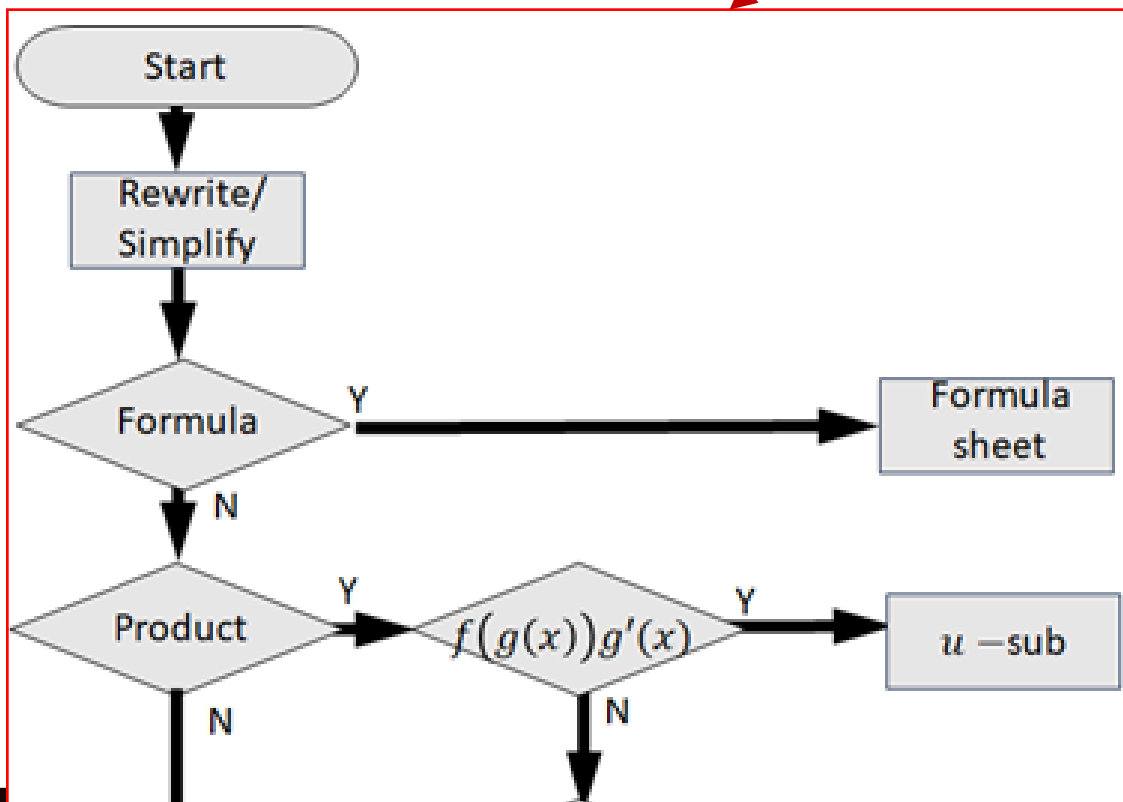 Start
Rewrite/
Simplify
Formula
Y
Formula
sheet
N
Product
Y
f(g(x))g′(x)
Y
u −sub
N
N